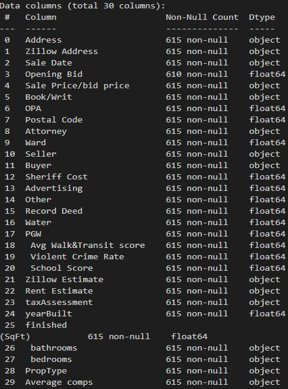 Data columns (total 30 columns):
 #   Column                      Non-Null Count  Dtype
---  ------                      --------------  -----
 0   Address                     615 non-null    object
 1   Zillow Address              615 non-null    object
 2   Sale Date                   615 non-null    object
 3   Opening Bid                 610 non-null    float64
 4   Sale Price/bid price        615 non-null    object
 5   Book/Writ                   615 non-null    object
 6   OPA                         615 non-null    float64
 7   Postal Code                 615 non-null    float64
 8   Attorney                    615 non-null    object
 9   Ward                        615 non-null    float64
 10  Seller                      615 non-null    object
 11  Buyer                       615 non-null    object
 12  Sheriff Cost                615 non-null    float64
 13  Advertising                 615 non-null    float64
 14  Other                       615 non-null    float64
 15  Record Deed                 615 non-null    float64
 16  Water                       615 non-null    float64
 17  PGW                         615 non-null    float64
 18   Avg Walk&Transit score     615 non-null    float64
 19   Violent Crime Rate         615 non-null    float64
 20   School Score               615 non-null    float64
 21  Zillow Estimate             615 non-null    object
 22  Rent Estimate               615 non-null    object
 23  taxAssessment               615 non-null    object
 24  yearBuilt                   615 non-null    float64
 25  finished
(SqFt)          615 non-null    float64
 26   bathrooms                  615 non-null    object
 27   bedrooms                   615 non-null    object
 28  PropType                    615 non-null    object
 29  Average comps               615 non-null    object